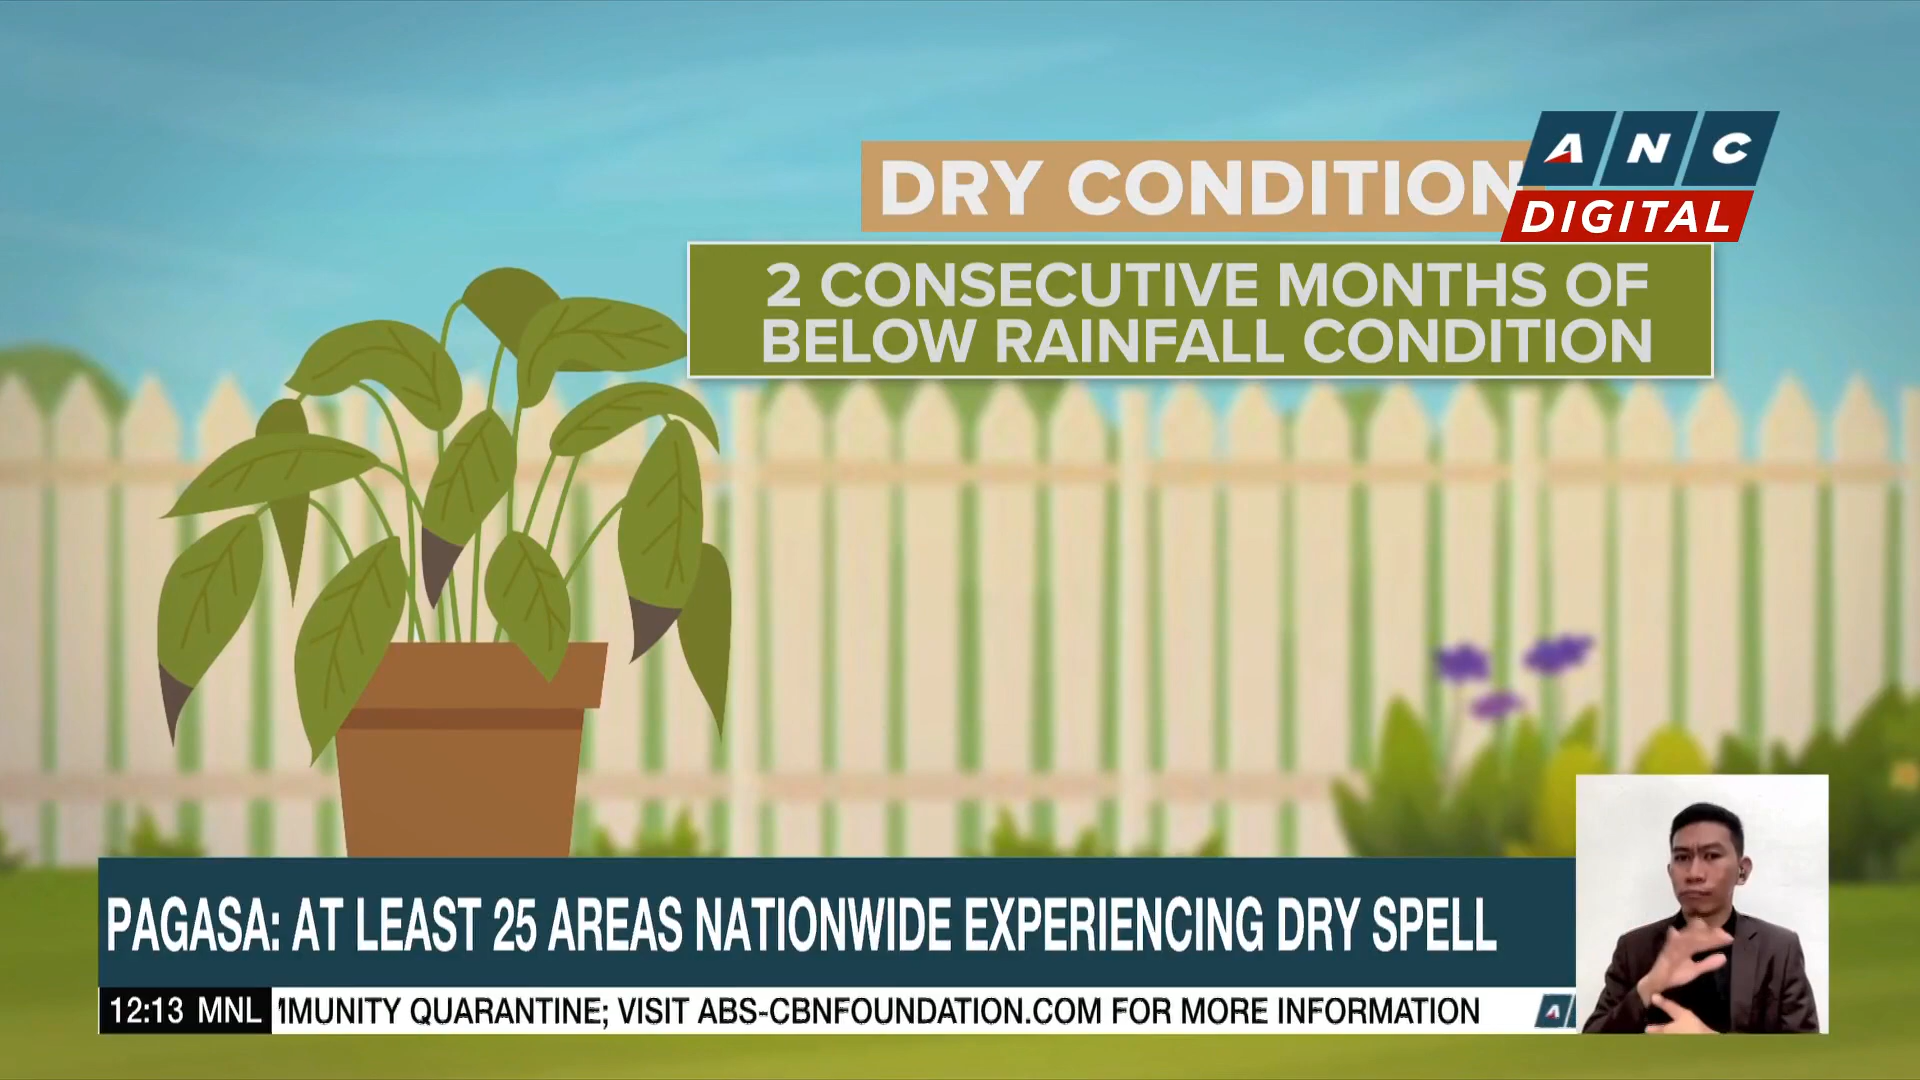 ANC
DIGITAL
DRY CONDITION
2 CONSECUTIVE MONTHS OF
BELOW RAINFALL CONDITION
PAGASA: AT LEAST 25 AREAS NATIONWIDE EXPERIENCING DRY SPELL
12:13 MNL QUARANTINE; VISIT ABS-CBNFOUNDATION.COM FOR MORE INFORMATION